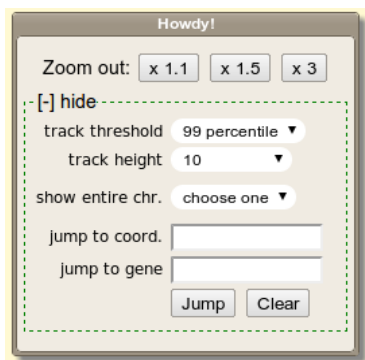 Howdy!
Zoom out: x 1.1 x 1.5 x 3
[-] hide
track threshold 99 percentile ▼
track height 10 ▼
show entire chr. choose one ▼
jump to coord.
jump to gene
Jump Clear